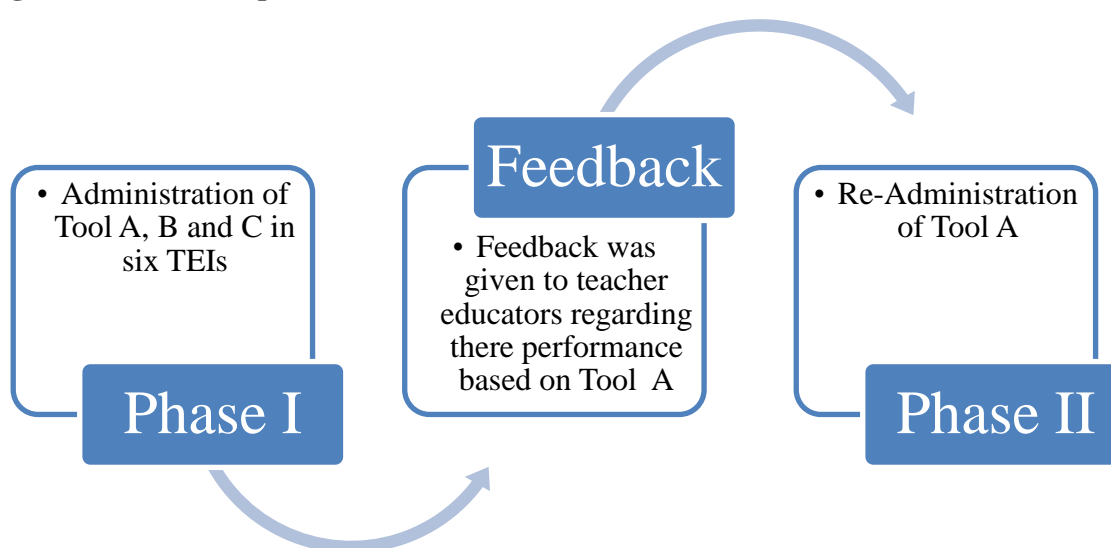 • Administration of
Tool A, B and C in
six TEIs
Phase I
Feedback
• Feedback was
given to teacher
educators regarding
there performance
based on Tool A
• Re-Administration
of Tool A
Phase II